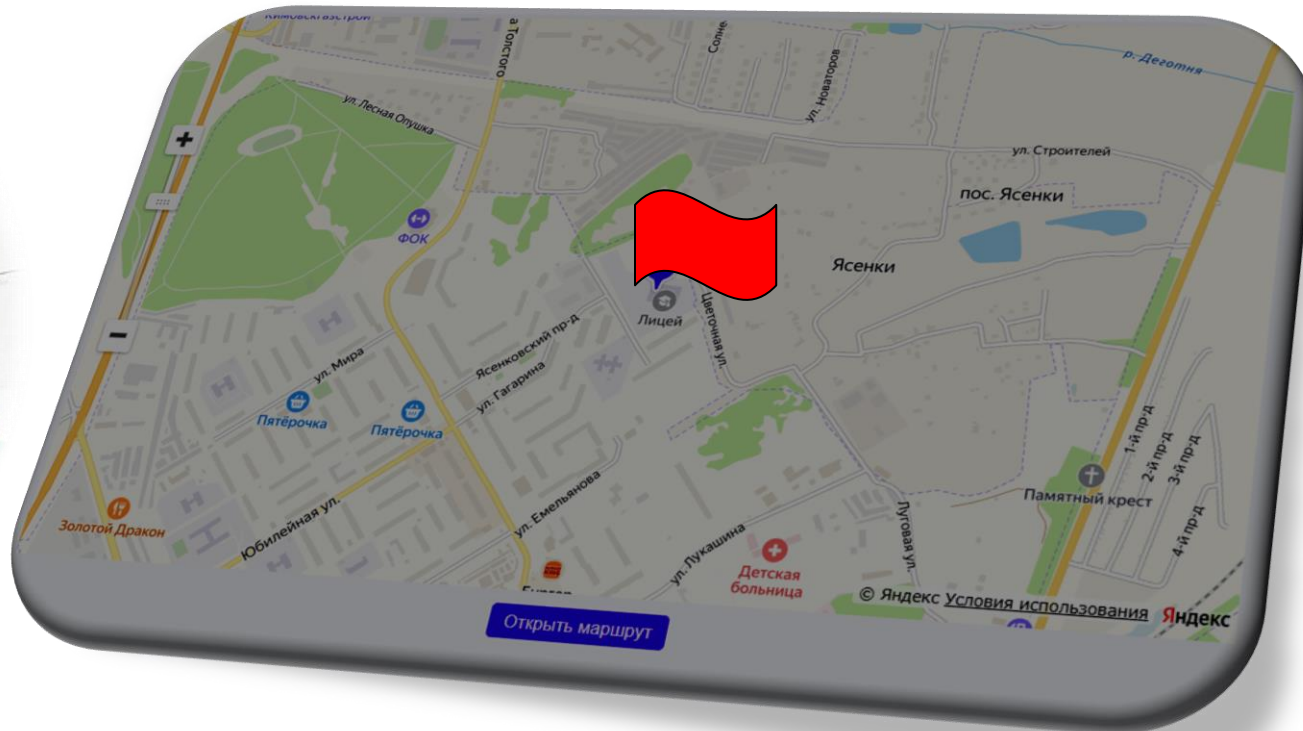 Кимовскгазстрой
а Толстого
Солне
ул. Новаторов
р. Деготня
ул. Лесная Опушка
ул. Строителей
пос. Ясенки
ФОК
Ясенки
Лицей
Цветочная ул.
Ясенковский пр-д
ул. Мира
ул. Гагарина
Пятёрочка
Пятёрочка
1-й пр-д
2-й пр-д
3-й пр-д
4-й пр-д
Памятный крест
Золотой Дракон
Юбилейная ул.
ул. Емельянова
ул. Лукашина
Луговая ул.
Детская
больница
© Яндекс Условия использования Яндекс
Открыть маршрут